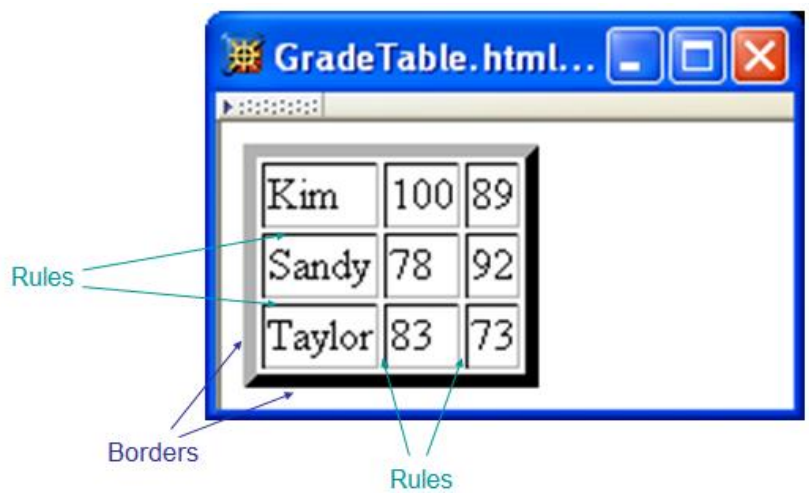 GradeTable.html...
Kim 100 89
Sandy 78 92
Taylor 83 73
Rules
Borders
Rules